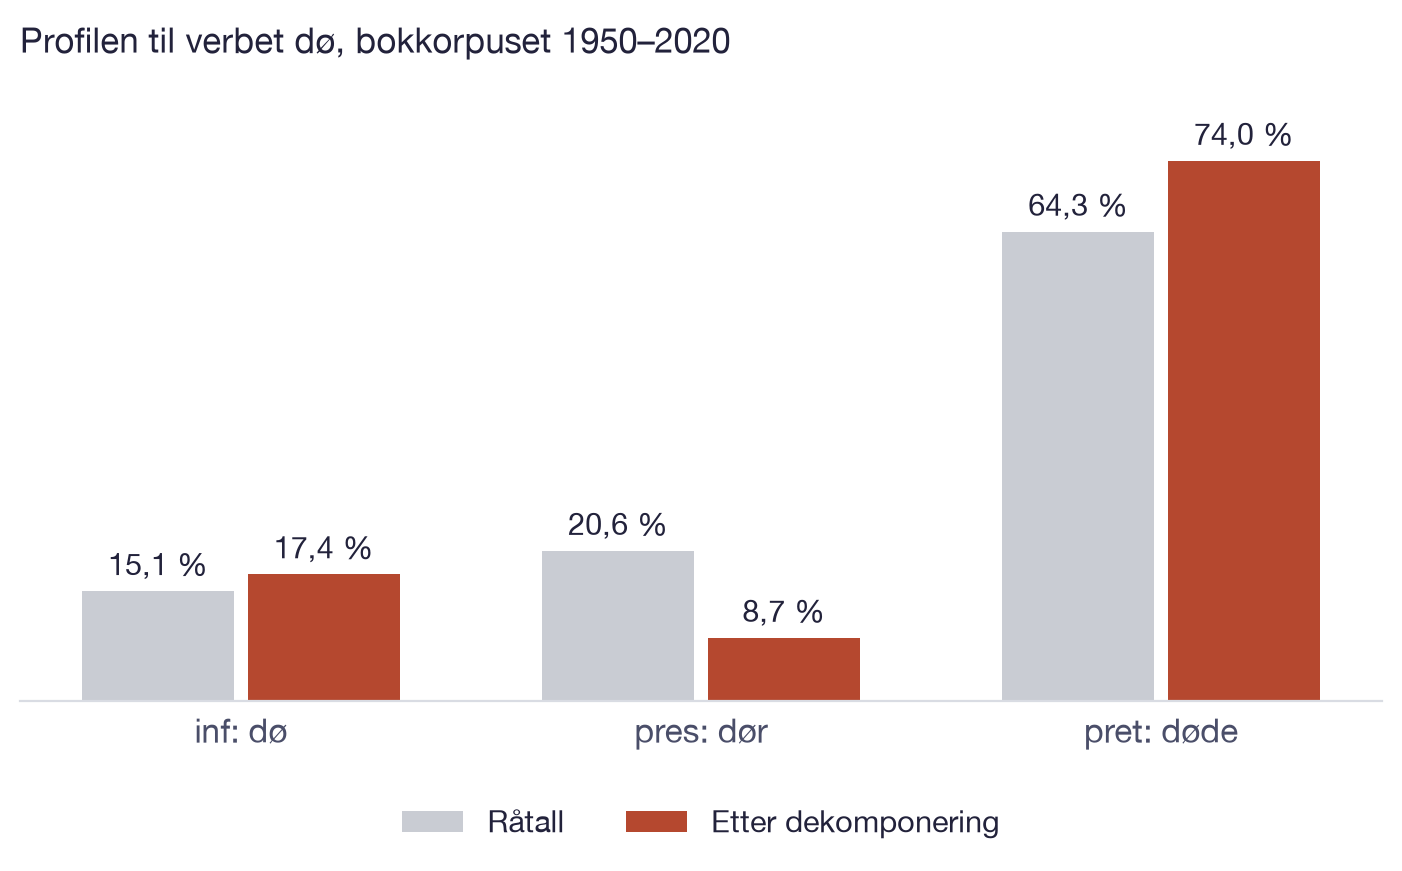 Profilen til verbet dø, bokkorpuset 1950–2020
74,0 %
64,3 %
20,6 %
17,4 %
15,1 %
8,7 %
inf: dø
pres: dør
pret: døde
Råtall
Etter dekomponering